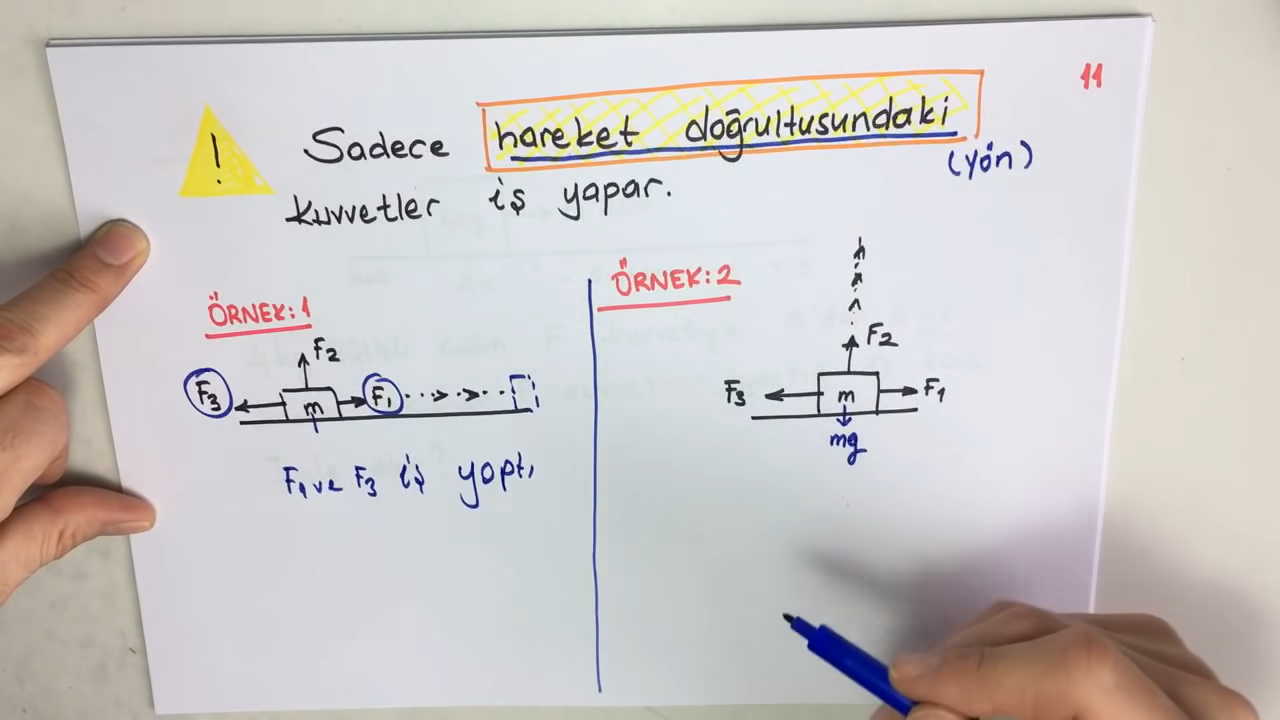 11
! Sadece hareket doğrultusundaki
(yön)
kuvvetler iş yapar.
ÖRNEK:1
F2
F3 m F1
F1 ve F3 iş yaptı
ÖRNEK:2
F2
F3 m F1
mg